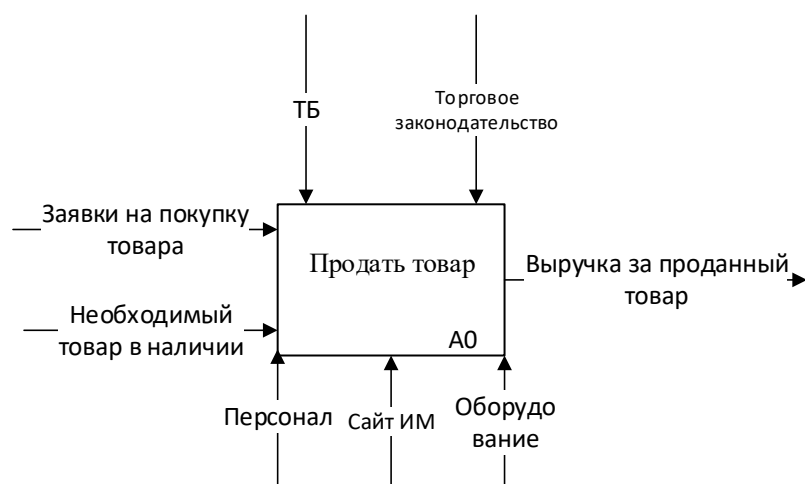 ТБ
Торговое
законодательство
Заявки на покупку
товара
Продать товар
Выручка за проданный
товар
Необходимый
товар в наличии
A0
Персонал
Сайт ИМ
Оборудо
вание